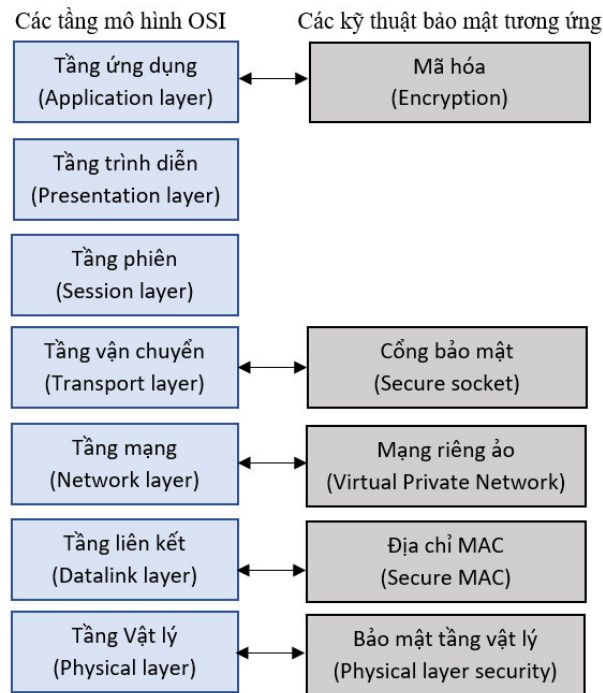 Các tầng mô hình OSI
Các kỹ thuật bảo mật tương ứng
Tầng ứng dụng
(Application layer)
Mã hóa
(Encryption)
Tầng trình diễn
(Presentation layer)
Tầng phiên
(Session layer)
Tầng vận chuyển
(Transport layer)
Cổng bảo mật
(Secure socket)
Tầng mạng
(Network layer)
Mạng riêng ảo
(Virtual Private Network)
Tầng liên kết
(Datalink layer)
Địa chỉ MAC
(Secure MAC)
Tầng Vật lý
(Physical layer)
Bảo mật tầng vật lý
(Physical layer security)